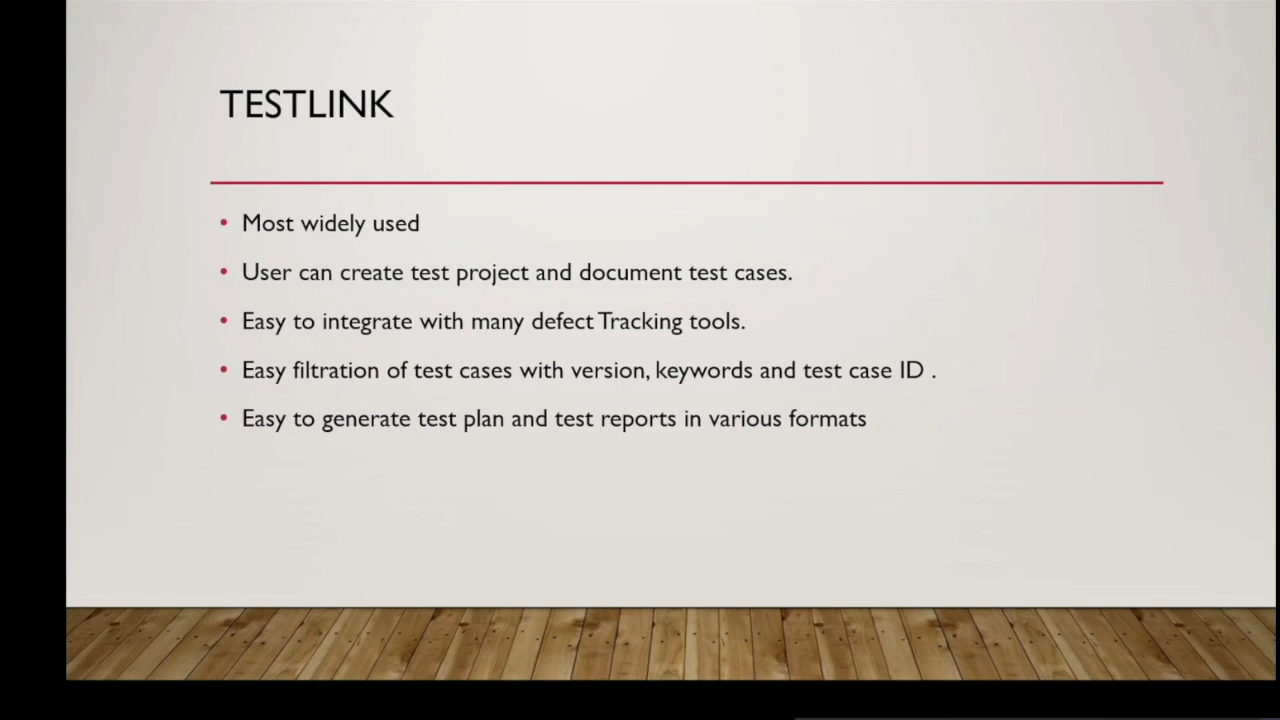 TESTLINK
• Most widely used
• User can create test project and document test cases.
• Easy to integrate with many defect Tracking tools.
• Easy filtration of test cases with version, keywords and test case ID .
• Easy to generate test plan and test reports in various formats